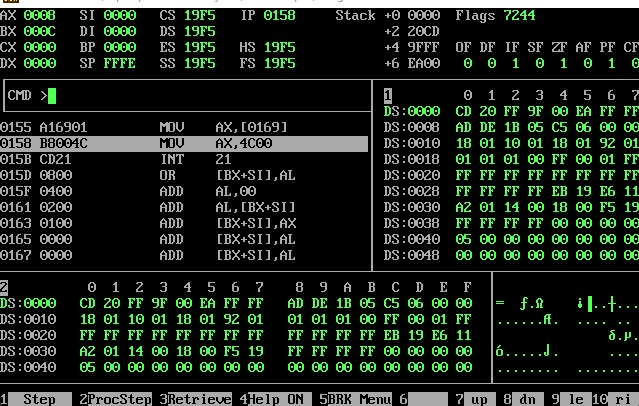 AX 0008 SI 0000 CS 19F5 IP 0158 Stack +0 0000 Flags 7244
BX 000C DI 0000 DS 19F5 +2 20CD
CX 0000 BP 0000 ES 19F5 HS 19F5 +4 9FFF OF DF IF SF ZF AF PF CF
DX 0000 SP FFFE SS 19F5 FS 19F5 +6 EA00 0 0 1 0 1 0 1 0
CMD >
0155 A16901 MOV AX,[0169]
0158 B8004C MOV AX,4C00
015B CD21 INT 21
015D 0800 OR [BX+SI],AL
015F 0400 ADD AL,00
0161 0200 ADD AL,[BX+SI]
0163 0100 ADD [BX+SI],AX
0165 0000 ADD [BX+SI],AL
0167 0000 ADD [BX+SI],AL
1 0 1 2 3 4 5 6 7
DS:0000 CD 20 FF 9F 00 EA FF FF
DS:0008 AD DE 1B 05 C5 06 00 00
DS:0010 18 01 10 01 18 01 92 01
DS:0018 01 01 01 00 FF 00 01 FF
DS:0020 FF FF FF FF FF FF FF FF
DS:0028 FF FF FF FF EB 19 E6 11
DS:0030 A2 01 14 00 18 00 F5 19
DS:0038 FF FF FF FF 00 00 00 00
DS:0040 05 00 00 00 00 00 00 00
DS:0048 00 00 00 00 00 00 00 00
2 0 1 2 3 4 5 6 7 8 9 A B C D E F
DS:0000 CD 20 FF 9F 00 EA FF FF AD DE 1B 05 C5 06 00 00 = ƒ.Ω ¡▐..┼...
DS:0010 18 01 10 01 18 01 92 01 01 01 01 00 FF 00 01 FF ......Æ. .... ..
DS:0020 FF FF FF FF FF FF FF FF FF FF FF FF EB 19 E6 11 δ.µ.
DS:0030 A2 01 14 00 18 00 F5 19 FF FF FF FF 00 00 00 00 ó.....⌡. ....
DS:0040 05 00 00 00 00 00 00 00 00 00 00 00 00 00 00 00 ........ ........
1 Step 2ProcStep 3Retrieve 4Help ON 5BRK Menu 6 7 up 8 dn 9 le 10 ri